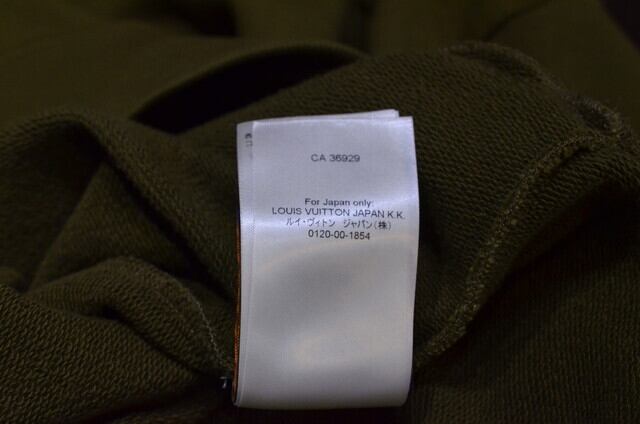 CA 36929
For Japan only:
LOUIS VUITTON JAPAN K.K.
ルイ・ヴィトン ジャパン(株)
0120-00-1854